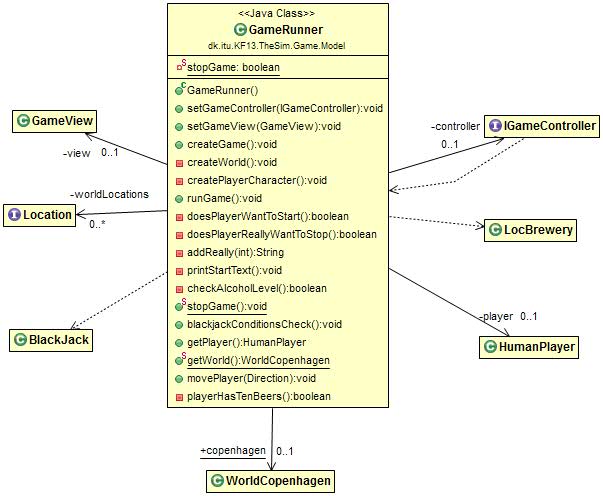 <<Java Class>>
GameRunner
dk.itu.KF13.TheSim.Game.Model
S stopGame: boolean
C GameRunner()
setGameController(IGameController):void
setGameView(GameView):void
createGame():void
createWorld():void
createPlayerCharacter():void
runGame():void
doesPlayerWantToStart():boolean
doesPlayerReallyWantToStop():boolean
addReally(int):String
printStartText():void
checkAlcoholLevel():boolean
S stopGame():void
blackjackConditionsCheck():void
getPlayer():HumanPlayer
S getWorld():WorldCopenhagen
movePlayer(Direction):void
playerHasTenBeers():boolean
C GameView
-view 0..1
-worldLocations
I Location
0..*
C BlackJack
-controller
I IGameController
0..1
C LocBrewery
-player 0..1
C HumanPlayer
+copenhagen 0..1
C WorldCopenhagen